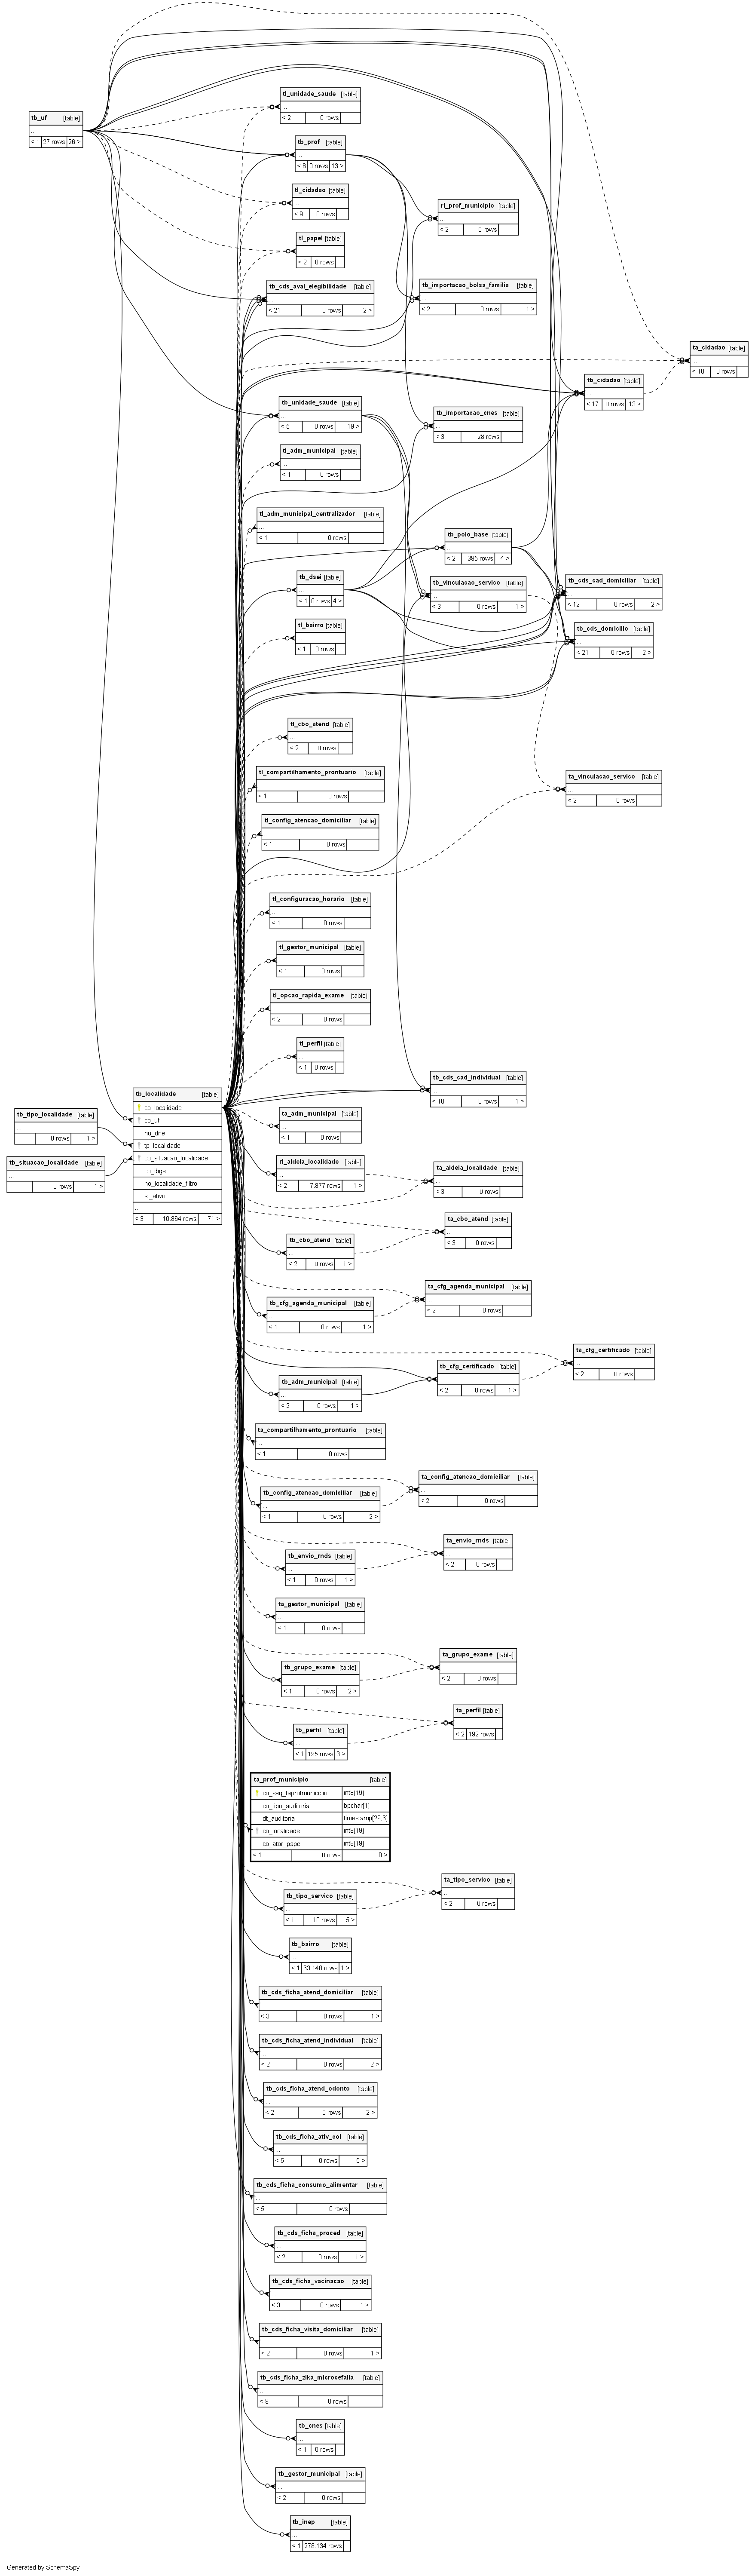 tb_uf [table]
...
< 1 27 rows 26 >
tl_unidade_saude [table]
...
< 2 0 rows
tb_prof [table]
...
< 6 0 rows 13 >
tl_cidadao [table]
...
< 9 0 rows
rl_prof_municipio [table]
...
< 2 0 rows
tl_papel [table]
...
< 2 0 rows
tb_cds_aval_elegibilidade [table]
...
< 21 0 rows 2 >
tb_importacao_bolsa_familia [table]
...
< 2 0 rows 1 >
ta_cidadao [table]
...
< 10 0 rows
tb_cidadao [table]
...
< 17 0 rows 13 >
tb_unidade_saude [table]
...
< 5 0 rows 19 >
tb_importacao_cnes [table]
...
< 3 28 rows
tl_adm_municipal [table]
...
< 1 0 rows
tl_adm_municipal_centralizador [table]
...
< 1 0 rows
tb_polo_base [table]
...
< 2 395 rows 4 >
tb_dsei [table]
...
< 1 0 rows 4 >
tb_vinculacao_servico [table]
...
< 3 0 rows 1 >
tb_cds_cad_domiciliar [table]
...
< 12 0 rows 2 >
tl_bairro [table]
...
< 1 0 rows
tb_cds_domicilio [table]
...
< 21 0 rows 2 >
tl_cbo_atend [table]
...
< 2 0 rows
tl_compartilhamento_prontuario [table]
...
< 1 0 rows
ta_vinculacao_servico [table]
...
< 2 0 rows
tl_config_atencao_domiciliar [table]
...
< 1 0 rows
tl_configuracao_horario [table]
...
< 1 0 rows
tl_gestor_municipal [table]
...
< 1 0 rows
tl_opcao_rapida_exame [table]
...
< 2 0 rows
tl_perfil [table]
...
< 1 0 rows
tb_cds_cad_individual [table]
...
< 10 0 rows 1 >
tb_localidade [table]
co_localidade
co_uf
nu_dne
tp_localidade
co_situacao_localidade
co_ibge
no_localidade_filtro
st_ativo
...
< 3 10.864 rows 71 >
tb_tipo_localidade [table]
...
0 rows 1 >
tb_situacao_localidade [table]
...
0 rows 1 >
ta_adm_municipal [table]
...
< 1 0 rows
rl_aldeia_localidade [table]
...
< 2 7.877 rows 1 >
ta_aldeia_localidade [table]
...
< 3 0 rows
ta_cbo_atend [table]
...
< 3 0 rows
tb_cbo_atend [table]
...
< 2 0 rows 1 >
ta_cfg_agenda_municipal [table]
...
< 2 0 rows
tb_cfg_agenda_municipal [table]
...
< 1 0 rows 1 >
ta_cfg_certificado [table]
...
< 2 0 rows
tb_cfg_certificado [table]
...
< 2 0 rows 1 >
tb_adm_municipal [table]
...
< 2 0 rows 1 >
ta_compartilhamento_prontuario [table]
...
< 1 0 rows
ta_config_atencao_domiciliar [table]
...
< 2 0 rows
tb_config_atencao_domiciliar [table]
...
< 1 0 rows 2 >
ta_envio_rnds [table]
...
< 2 0 rows
tb_envio_rnds [table]
...
< 1 0 rows 1 >
ta_gestor_municipal [table]
...
< 1 0 rows
ta_grupo_exame [table]
...
< 2 0 rows
tb_grupo_exame [table]
...
< 1 0 rows 2 >
ta_perfil [table]
...
< 2 192 rows
tb_perfil [table]
...
< 1 195 rows 3 >
ta_prof_municipio [table]
co_seq_taprofmunicipio int8[19]
co_tipo_auditoria bpchar[1]
dt_auditoria timestamp[29,6]
co_localidade int8[19]
co_ator_papel int8[19]
< 1 0 rows 0 >
ta_tipo_servico [table]
...
< 2 0 rows
tb_tipo_servico [table]
...
< 1 10 rows 5 >
tb_bairro [table]
...
< 1 63.148 rows 1 >
tb_cds_ficha_atend_domiciliar [table]
...
< 3 0 rows 1 >
tb_cds_ficha_atend_individual [table]
...
< 2 0 rows 2 >
tb_cds_ficha_atend_odonto [table]
...
< 2 0 rows 2 >
tb_cds_ficha_ativ_col [table]
...
< 5 0 rows 5 >
tb_cds_ficha_consumo_alimentar [table]
...
< 5 0 rows
tb_cds_ficha_proced [table]
...
< 2 0 rows 1 >
tb_cds_ficha_vacinacao [table]
...
< 3 0 rows 1 >
tb_cds_ficha_visita_domiciliar [table]
...
< 2 0 rows 1 >
tb_cds_ficha_zika_microcefalia [table]
...
< 9 0 rows
tb_cnes [table]
...
< 1 0 rows
tb_gestor_municipal [table]
...
< 2 0 rows
tb_inep [table]
...
< 1 278.134 rows
Generated by SchemaSpy